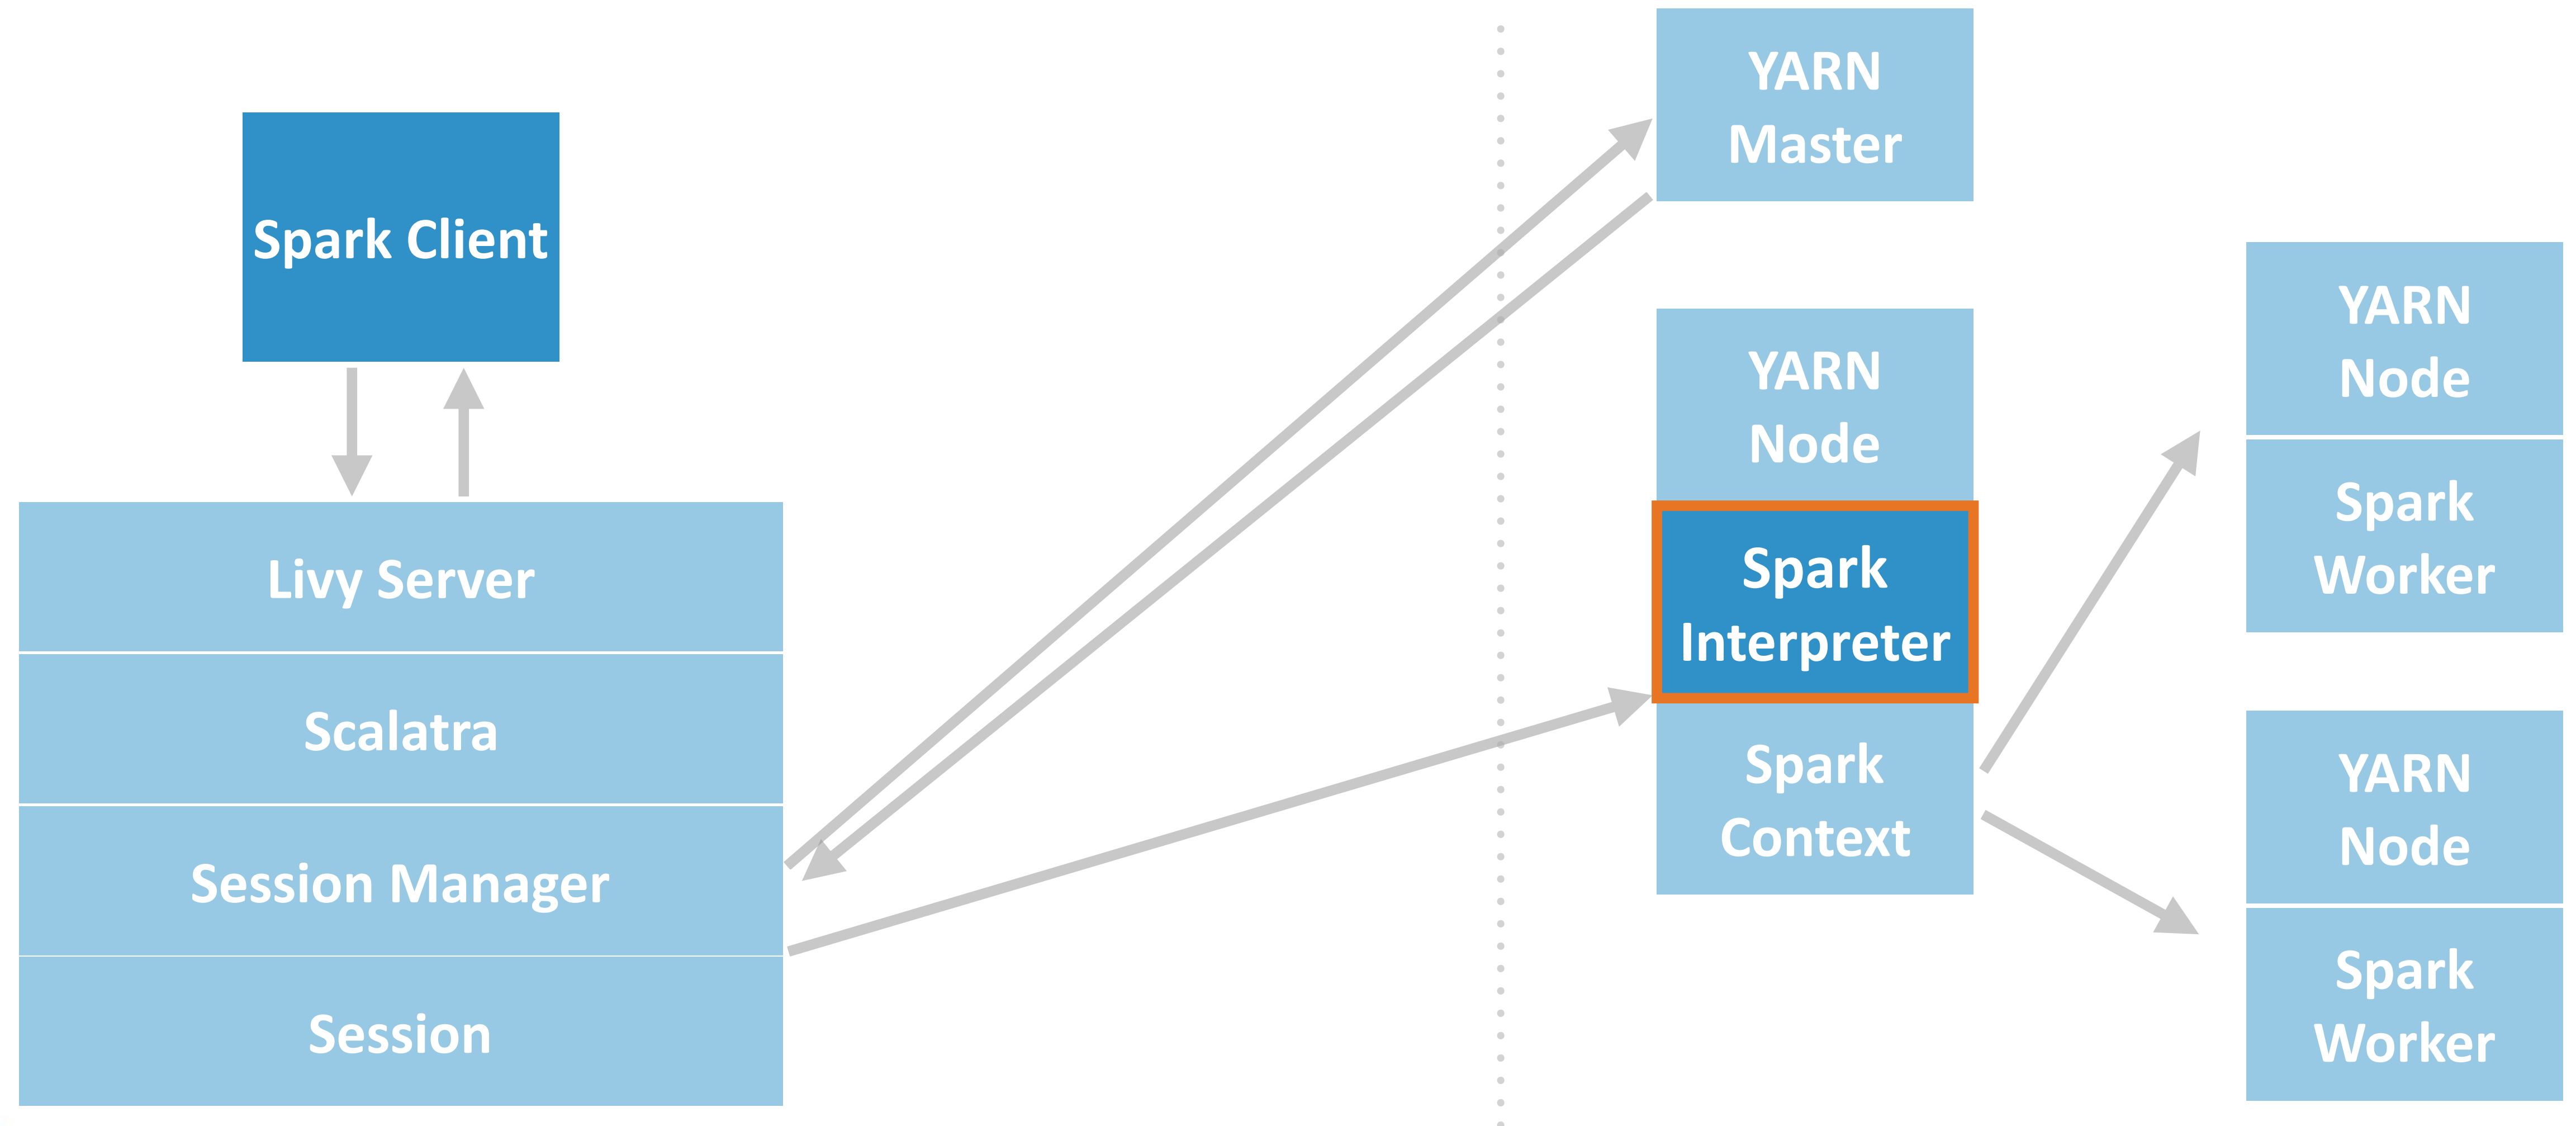 Spark Client
Livy Server
Scalatra
Session Manager
Session
YARN
Master
YARN
Node
Spark
Interpreter
Spark
Context
YARN
Node
Spark
Worker
YARN
Node
Spark
Worker